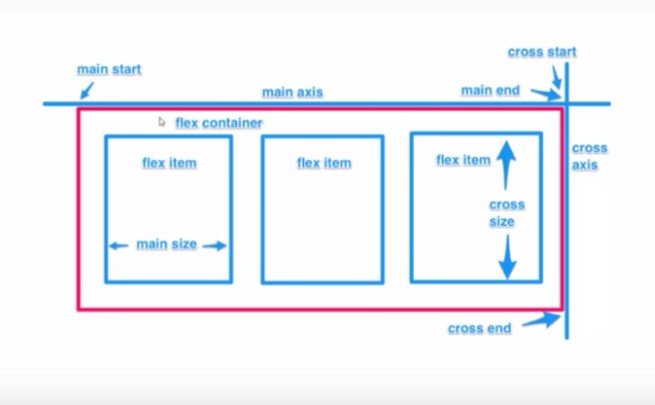 cross start
main start
main axis
main end
flex container
cross
axis
flex item
flex item
flex item
cross
size
main size
cross end